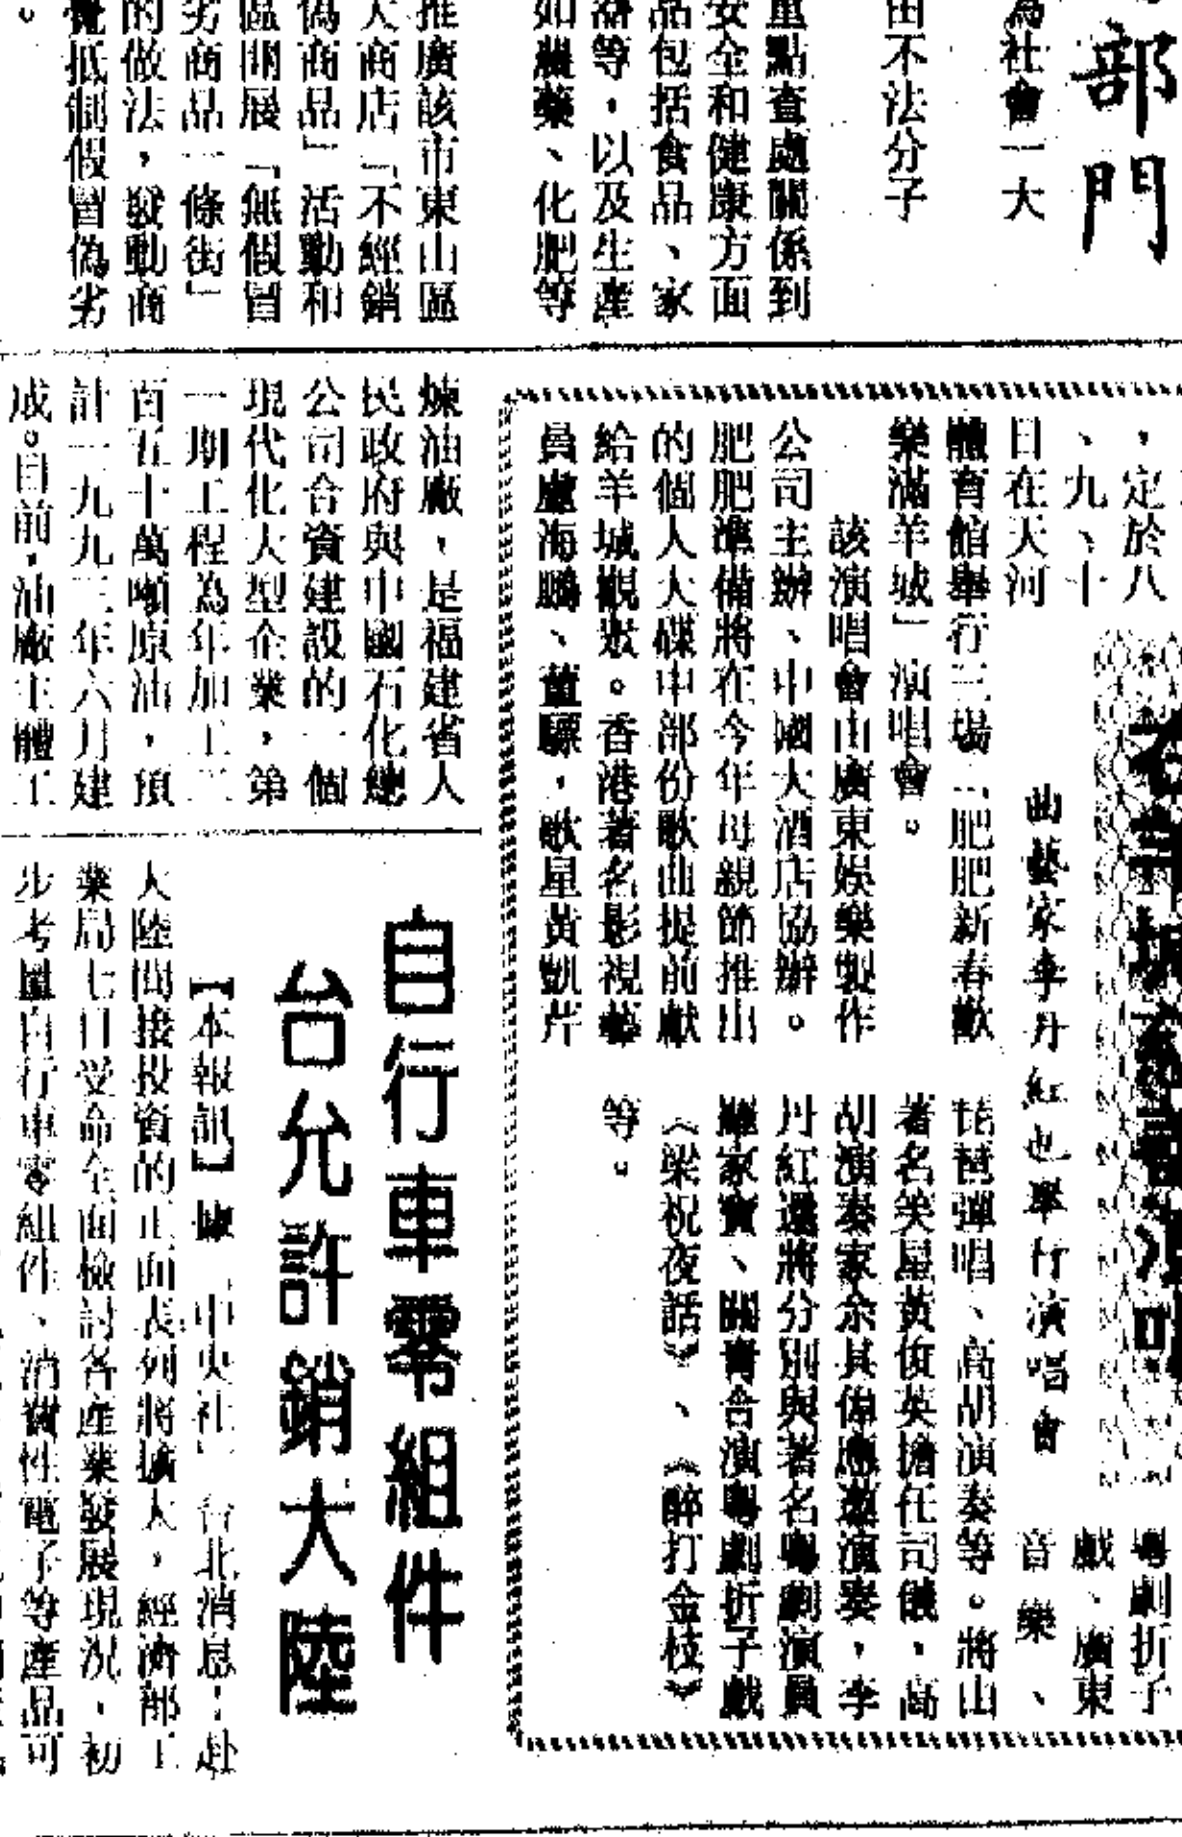 部門
為社會一大
由不法分子
重點查處關係到
安全和健康方面
品包括食品、家
器等，以及生產
如農藥、化肥等
推廣該市東山區
大商店「不經銷
偽商品」活動和
區開展「無假冒
劣商品一條街」
的做法，發動商
覺抵制假冒偽劣
。
，定於八
、九、十
日在天河
體育館舉行三場「肥肥新春歡
樂滿羊城」演唱會。
該演唱會由廣東娛樂製作
公司主辦、中國大酒店協辦。
肥肥準備將在今年母親節推出
的個人大碟中部份歌曲提前獻
給羊城觀眾。香港著名影視藝
員盧海鵬、董驃，歌星黃凱芹
曲藝家李丹紅也舉行演唱會
粵劇折子
戲、廣東
音樂、
琵琶彈唱、高胡演奏等。將由
著名笑星黃俊英擔任司儀，高
胡演奏家余其偉應邀演奏，李
丹紅還將分別與著名粵劇演員
羅家寶、關青合演粵劇折子戲
《梁祝夜話》、《醉打金枝》
等。
煉油廠，是福建省人
民政府與中國石化總
公司合資建設的一個
現代化大型企業，第
一期工程為年加工二
百五十萬噸原油，預
計一九九三年六月建
成。目前，油廠主體工
自行車零組件
台允許銷大陸
【本報訊】據「中央社」台北消息：赴
大陸間接投資的正面表列將擴大，經濟部工
業局七日受命全面檢討各產業發展現況，初
步考量自行車零組件、消費性電子等產品可